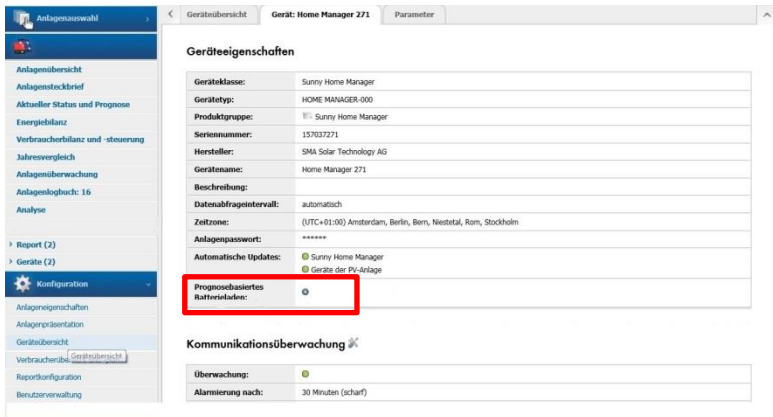 Anlagenauswahl
Geräteübersicht
Gerät: Home Manager 271
Parameter
Anlagenübersicht
Anlagensteckbrief
Aktueller Status und Prognose
Energiebilanz
Verbraucherbilanz und -steuerung
Jahresvergleich
Anlagenüberwachung
Anlagenlogbuch: 16
Analyse
Report (2)
Geräte (2)
Konfiguration
Anlageneigenschaften
Anlagenpräsentation
Geräteübersicht
Geräteübersicht
Reportkonfiguration
Benutzerverwaltung
Geräteeigenschaften
Geräteklasse: Sunny Home Manager
Gerätetyp: HOME MANAGER-000
Produktgruppe: Sunny Home Manager
Seriennummer: 157037271
Hersteller: SMA Solar Technology AG
Gerätename: Home Manager 271
Beschreibung:
Datenabfrageintervall: automatisch
Zeitzone: (UTC+01:00) Amsterdam, Berlin, Bern, Niestetal, Rom, Stockholm
Anlagenpasswort: ******
Automatische Updates: Sunny Home Manager
Geräte der PV-Anlage
Prognosebasiertes
Batterieladen:
Kommunikationsüberwachung
Überwachung:
Alarmierung nach: 30 Minuten (scharf)